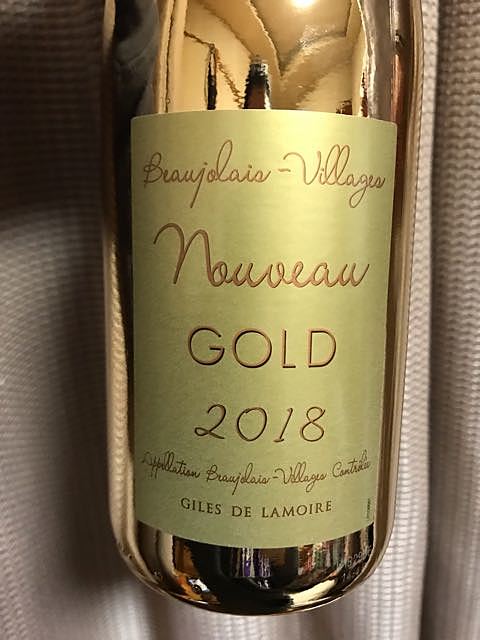 Beaujolais-Villages
Nouveau
GOLD
2018
Appellation Beaujolais-Villages Contrôlée
GILES DE LAMOIRE